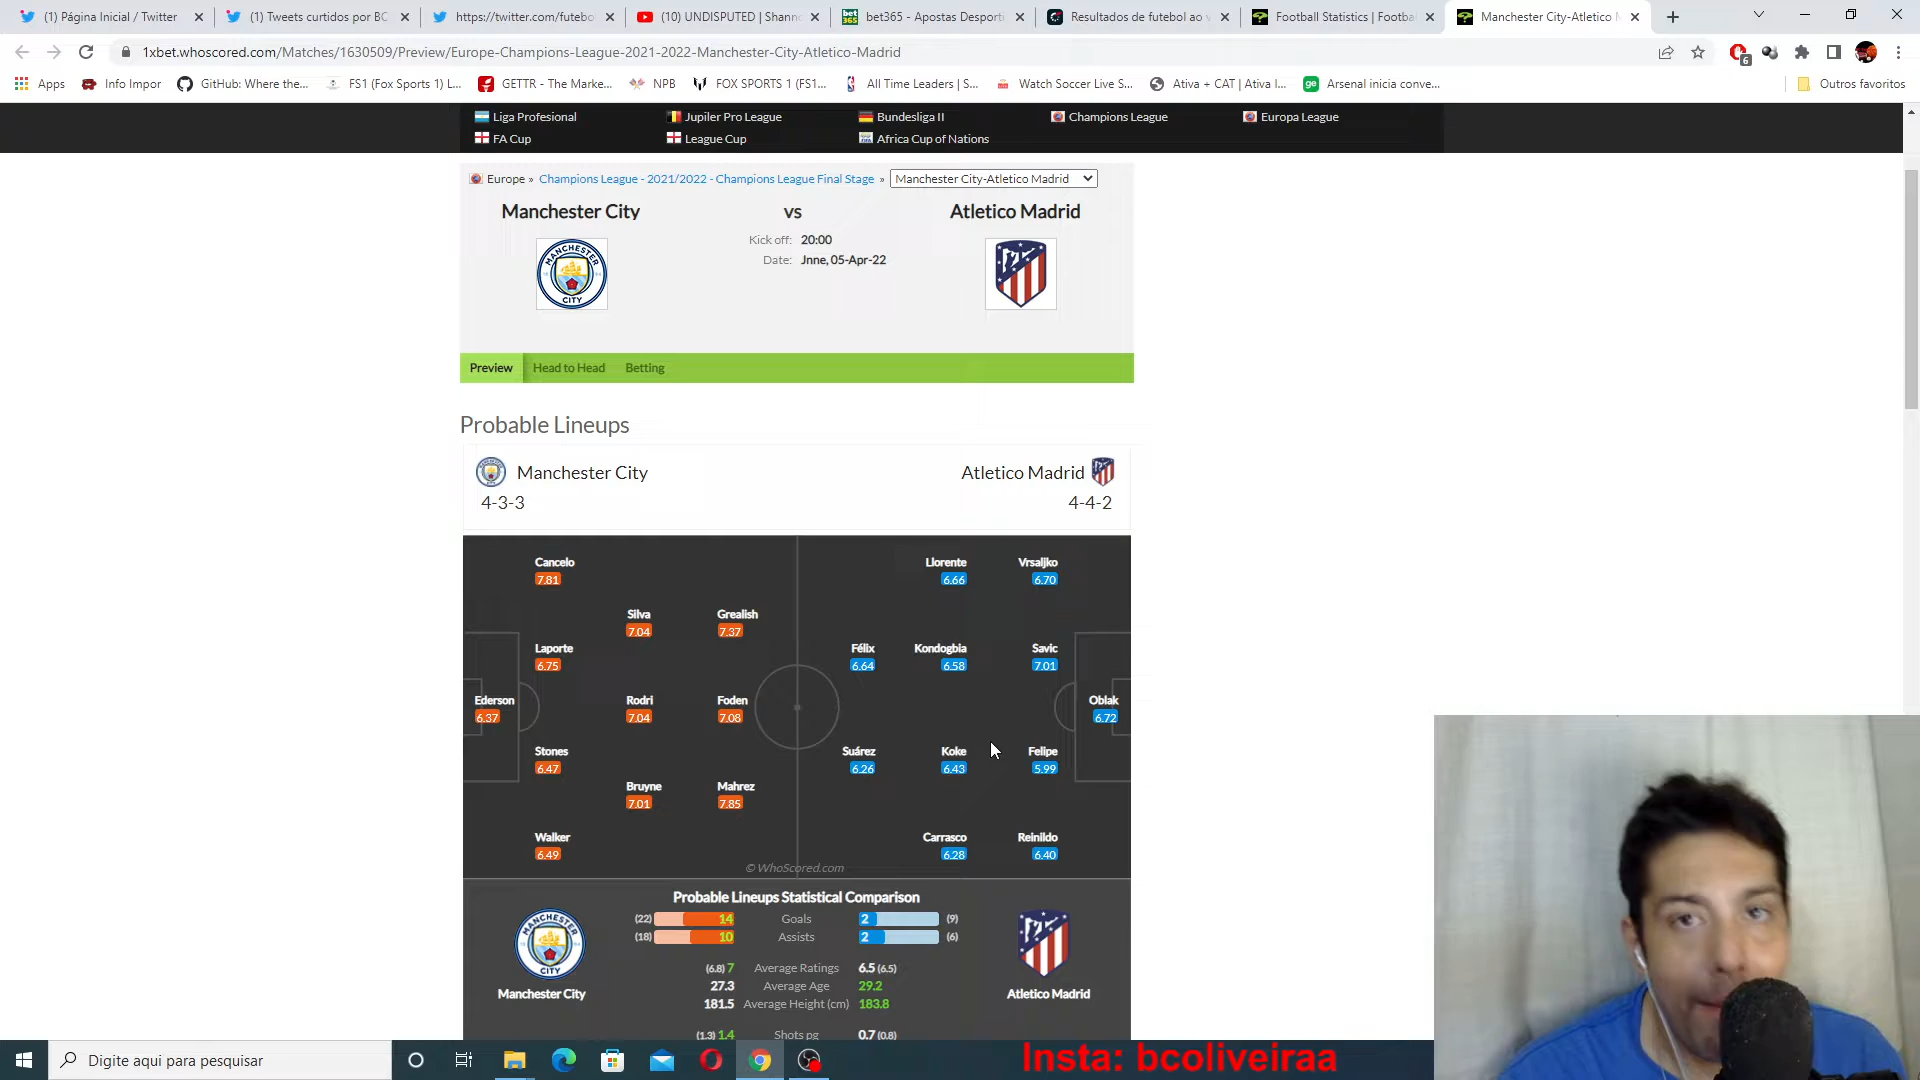 (1) Página Inicial / Twitter
(1) Tweets curtidos por BC
https://twitter.com/futebo
(10) UNDISPUTED | Shanno
bet365 - Apostas Desporti
Resultados de futebol ao v
Football Statistics | Footbal
Manchester City-Atletico M
1xbet.whoscored.com/Matches/1630509/Preview/Europe-Champions-League-2021-2022-Manchester-City-Atletico-Madrid
6
Apps
Info Impor
GitHub: Where the...
FS1 (Fox Sports 1) L...
GETTR - The Marke...
NPB
FOX SPORTS 1 (FS1...
All Time Leaders | S...
Watch Soccer Live S...
Ativa + CAT | Ativa I...
ge
Arsenal inicia conve...
Outros favoritos
Liga Profesional
Jupiler Pro League
Bundesliga II
Champions League
Europa League
FA Cup
League Cup
Africa Cup of Nations
Europe »
Champions League - 2021/2022 - Champions League Final Stage
»
Manchester City-Atletico Madrid
Manchester City
vs
Atletico Madrid
Kick off: 20:00
Date: Jnne, 05-Apr-22
MANCHESTER
CITY
Preview
Head to Head
Betting
Probable Lineups
Manchester City
Atletico Madrid
4-3-3
4-4-2
Cancelo
7.81
Llorente
6.66
Vrsaljko
6.70
Silva
7.04
Grealish
7.37
Laporte
6.75
Félix
6.64
Kondogbia
6.58
Savic
7.01
Ederson
6.37
Rodri
7.04
Foden
7.08
Oblak
6.72
Stones
6.47
Suárez
6.26
Koke
6.43
Felipe
5.99
Bruyne
7.01
Mahrez
7.85
Walker
6.49
Carrasco
6.28
Reinildo
6.40
© WhoScored.com
Probable Lineups Statistical Comparison
(22) 14 Goals 2 (9)
(18) 10 Assists 2 (6)
(6.8) 7 Average Ratings 6.5 (6.5)
27.3 Average Age 29.2
181.5 Average Height (cm) 183.8
(1.3) 1.4 Shots pg 0.7 (0.8)
MANCHESTER
CITY
Manchester City
Atletico Madrid
Digite aqui para pesquisar
Insta: bcoliveiraa